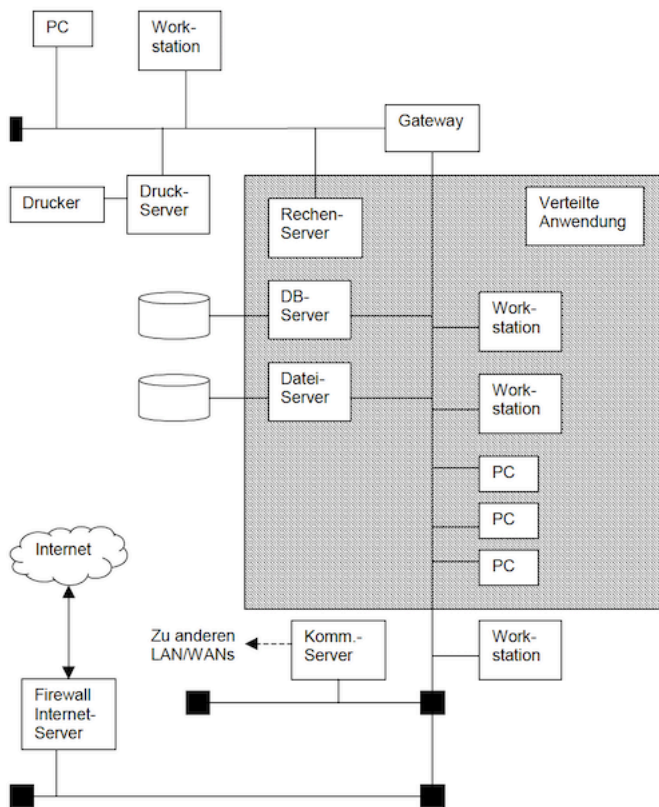 PC
Work-
station
Gateway
Drucker
Druck-
Server
Rechen-
Server
Verteilte
Anwendung
DB-
Server
Work-
station
Datei-
Server
Work-
station
PC
PC
PC
Internet
Zu anderen
LAN/WANs
Komm.-
Server
Work-
station
Firewall
Internet-
Server